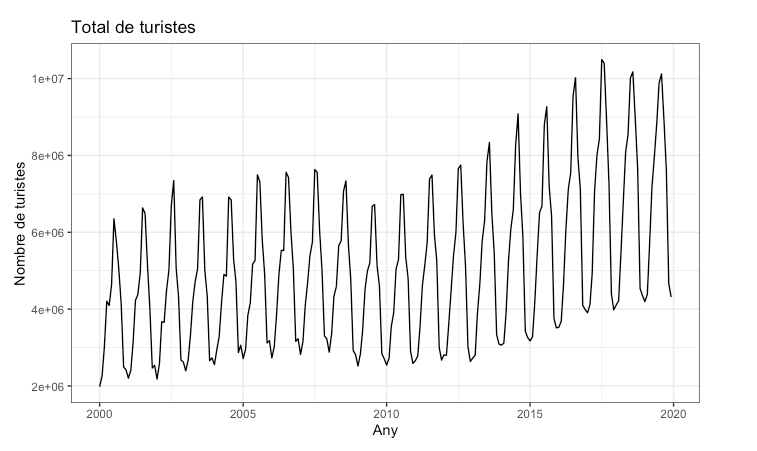 Total de turistes
Nombre de turistes
1e+07
8e+06
6e+06
4e+06
2e+06
2000 2005 2010 2015 2020
Any